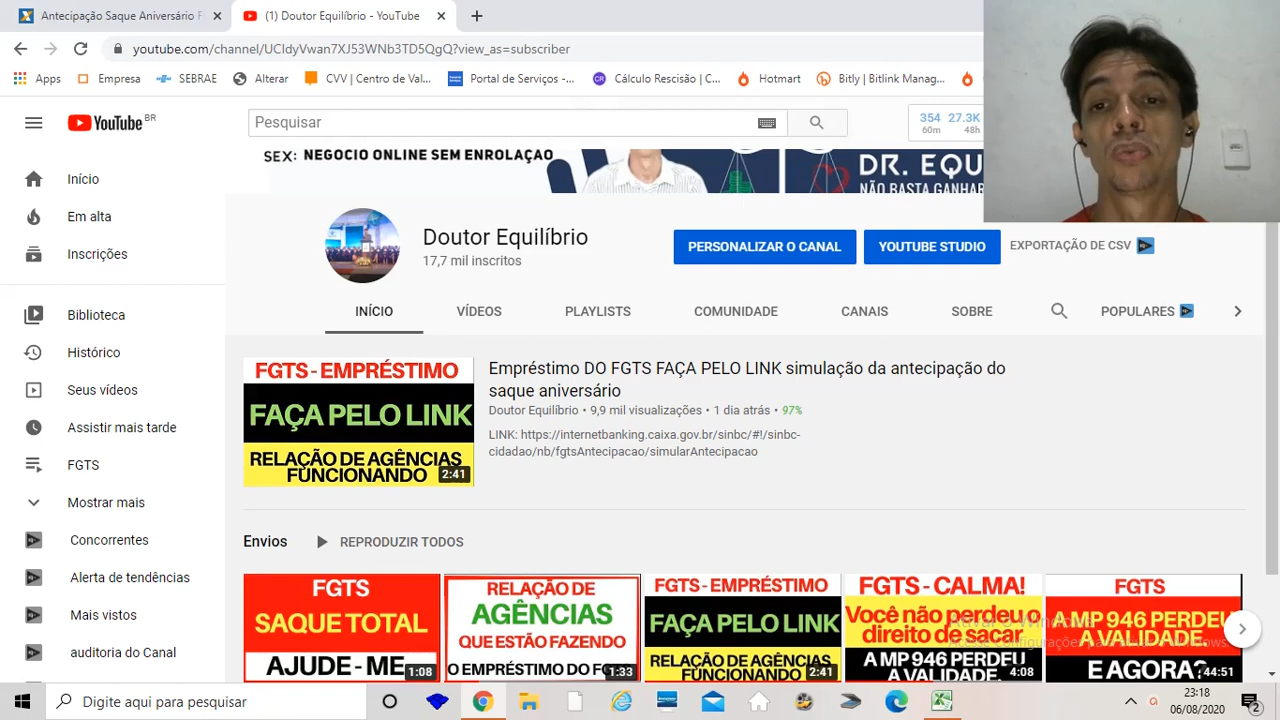 Antecipação Saque Aniversário F
(1) Doutor Equilíbrio - YouTube
youtube.com/channel/UCIdyVwan7XJ53WNb3TD5QgQ?view_as=subscriber
Apps Empresa SEBRAE Alterar CVV | Centro de Val... Portal de Serviços -... Cálculo Rescisão | C... Hotmart Bitly | Bitlink Manag...
YouTube BR
Pesquisar
354 27.3K
60m 48h
SEX: NEGOCIO ONLINE SEM ENROLAÇÃO
DR. EQU
NÃO BASTA GANHAR
Início
Em alta
Inscrições
Biblioteca
Histórico
Seus vídeos
Assistir mais tarde
FGTS
Mostrar mais
Concorrentes
Alerta de tendências
Mais vistos
auditoria do Canal
Doutor Equilíbrio
17,7 mil inscritos
PERSONALIZAR O CANAL
YOUTUBE STUDIO
EXPORTAÇÃO DE CSV
INÍCIO VÍDEOS PLAYLISTS COMUNIDADE CANAIS SOBRE POPULARES
FGTS - EMPRÉSTIMO
FAÇA PELO LINK
RELAÇÃO DE AGÊNCIAS
FUNCIONANDO
2:41
Empréstimo DO FGTS FAÇA PELO LINK simulação da antecipação do
saque aniversário
Doutor Equilíbrio • 9,9 mil visualizações • 1 dia atrás • 97%
LINK: https://internetbanking.caixa.gov.br/sinbc/#!/sinbc-
cidadao/nb/fgtsAntecipacao/simularAntecipacao
Envios
REPRODUZIR TODOS
FGTS
SAQUE TOTAL
AJUDE - ME
1:08
RELAÇÃO DE
AGÊNCIAS
QUE ESTÃO FAZENDO
O EMPRÉSTIMO DO FG
1:33
FGTS - EMPRÉSTIMO
FAÇA PELO LINK
RELAÇÃO DE AGÊNCIAS
FUNCIONANDO
2:41
FGTS - CALMA!
Você não perdeu o
direito de sacar
A MP 946 PERDEU
A VALIDADE.
4:08
FGTS
A MP 946 PERDEU
A VALIDADE
E AGORA?
44:51
Ativar o Windows
Acesse Configurações para ativar o Windows.
Digite aqui para pesquisar
23:18
06/08/2020
2